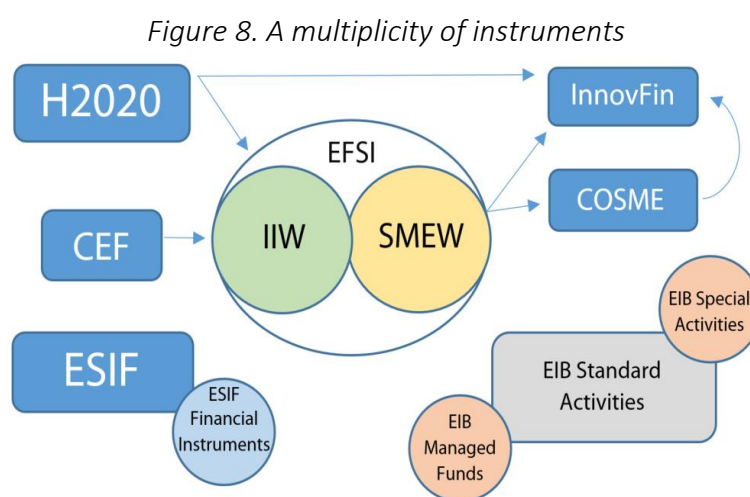 Figure 8. A multiplicity of instruments
H2020
InnovFin
EFSI
IIW
SMEW
COSME
CEF
EIB Special
Activities
ESIF
ESIF
Financial
Instruments
EIB Standard
Activities
EIB
Managed
Funds